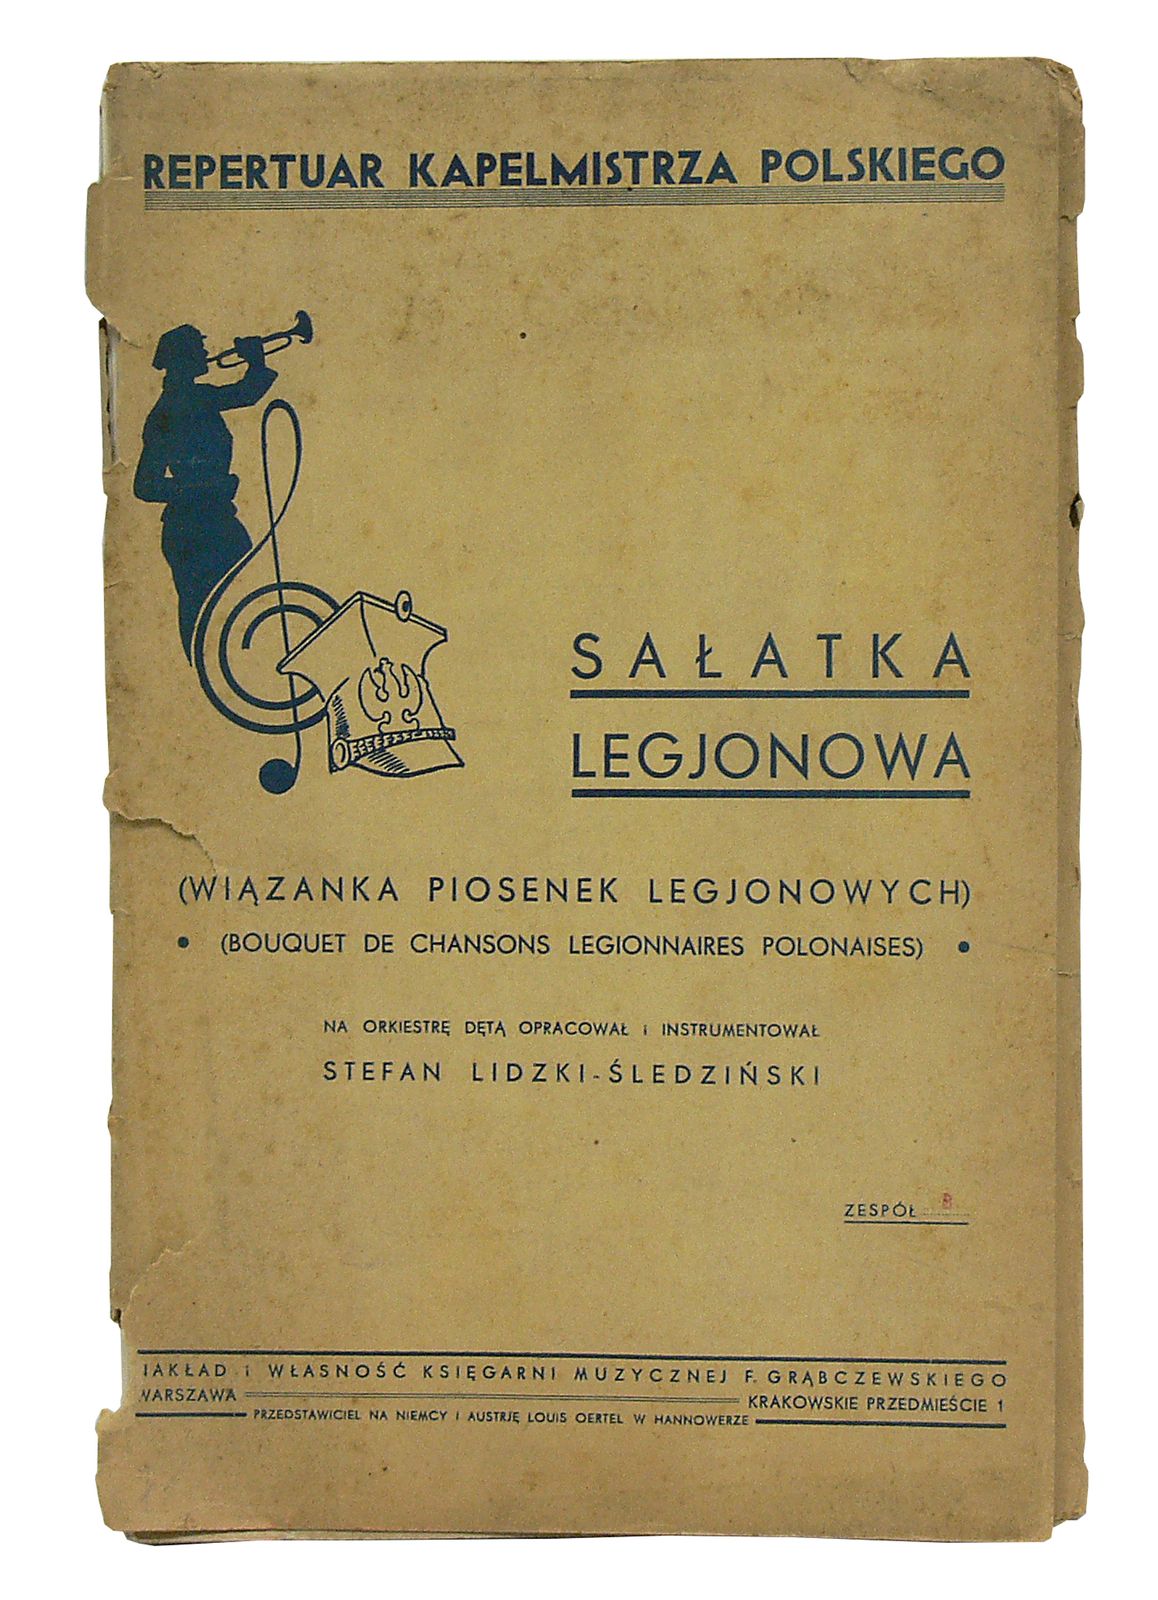 REPERTUAR KAPELMISTRZA POLSKIEGO
SAŁATKA
LEGJONOWA
(WIĄZANKA PIOSENEK LEGJONOWYCH)
• (BOUQUET DE CHANSONS LEGIONNAIRES POLONAISES) •
NA ORKIESTRĘ DĘTĄ OPRACOWAŁ I INSTRUMENTOWAŁ
STEFAN LIDZKI-ŚLEDZIŃSKI
ZESPÓŁ B
NAKŁAD I WŁASNOŚĆ KSIĘGARNI MUZYCZNEJ F. GRĄBCZEWSKIEGO
WARSZAWA KRAKOWSKIE PRZEDMIEŚCIE 1
PRZEDSTAWICIEL NA NIEMCY I AUSTRJĘ LOUIS OERTEL W HANNOWERZE